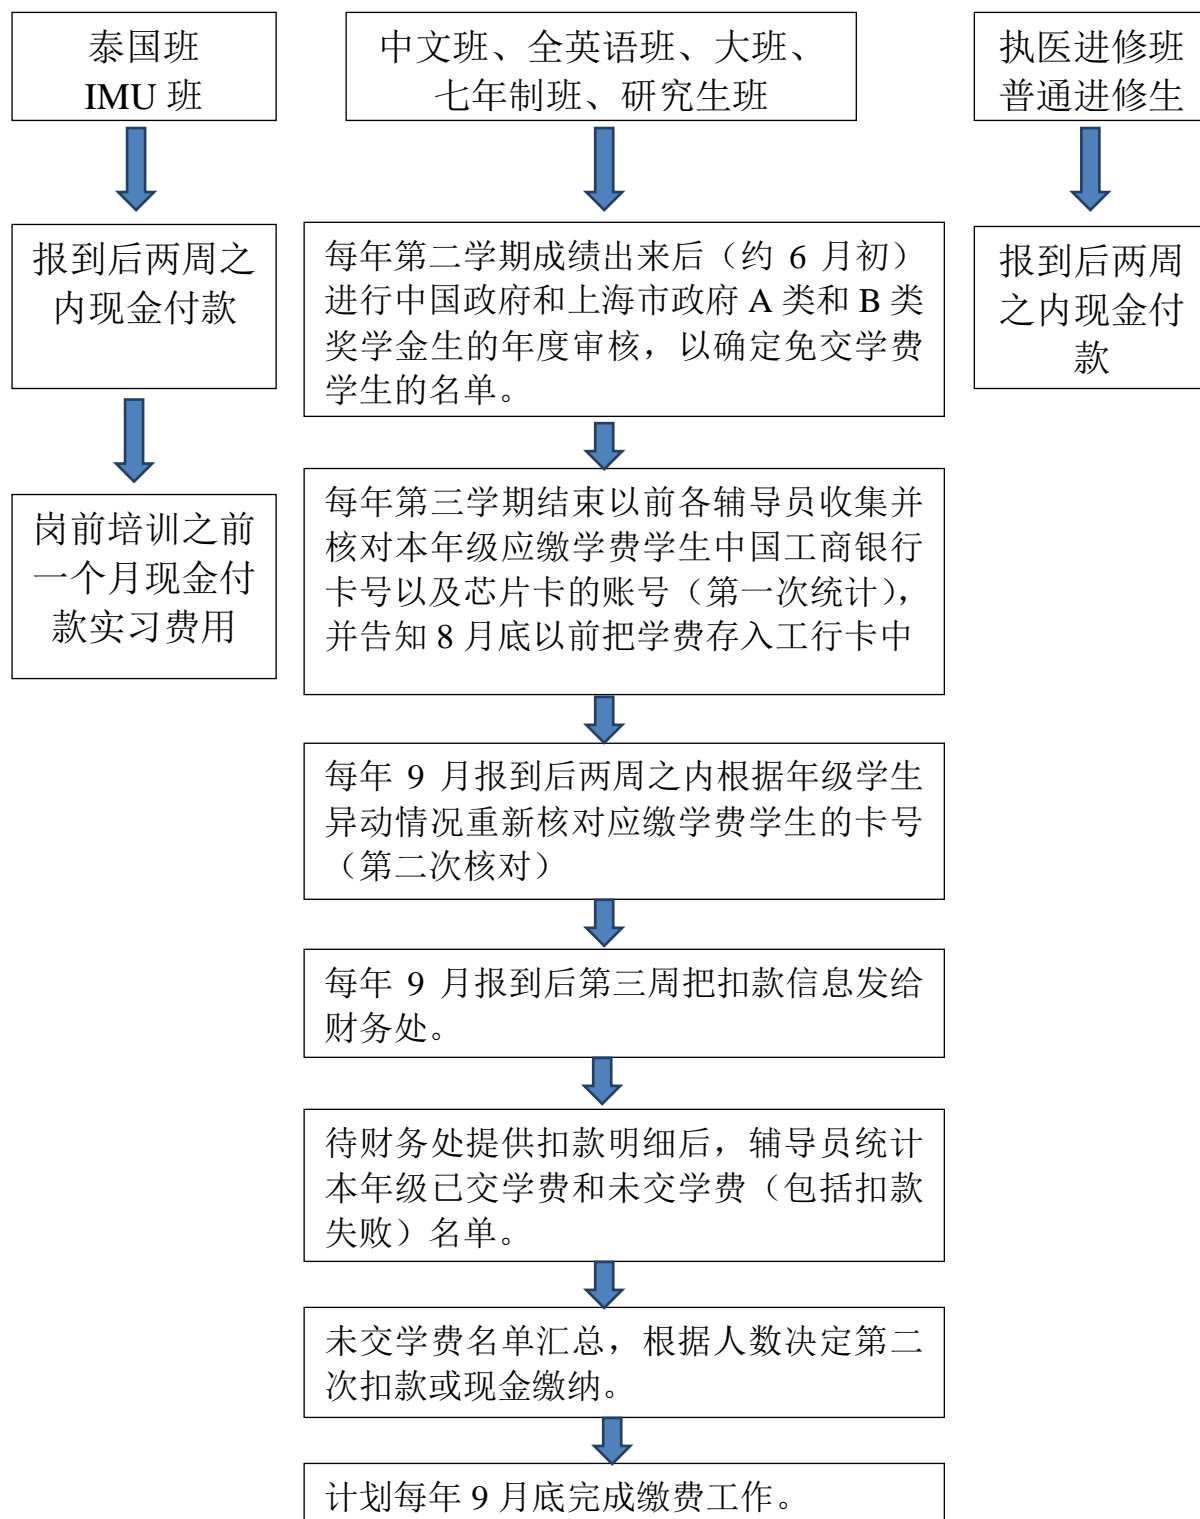 泰国班
IMU 班
中文班、全英语班、大班、
七年制班、研究生班
执医进修班
普通进修生
报到后两周之
内现金付款
岗前培训之前
一个月现金付
款实习费用
每年第二学期成绩出来后（约 6 月初）
进行中国政府和上海市政府 A 类和 B 类
奖学金生的年度审核，以确定免交学费
学生的名单。
每年第三学期结束以前各辅导员收集并
核对本年级应缴学费学生中国工商银行
卡号以及芯片卡的账号（第一次统计），
并告知 8 月底以前把学费存入工行卡中
每年 9 月报到后两周之内根据年级学生
异动情况重新核对应缴学费学生的卡号
（第二次核对）
每年 9 月报到后第三周把扣款信息发给
财务处。
待财务处提供扣款明细后，辅导员统计
本年级已交学费和未交学费（包括扣款
失败）名单。
未交学费名单汇总，根据人数决定第二
次扣款或现金缴纳。
计划每年 9 月底完成缴费工作。
报到后两周
之内现金付
款